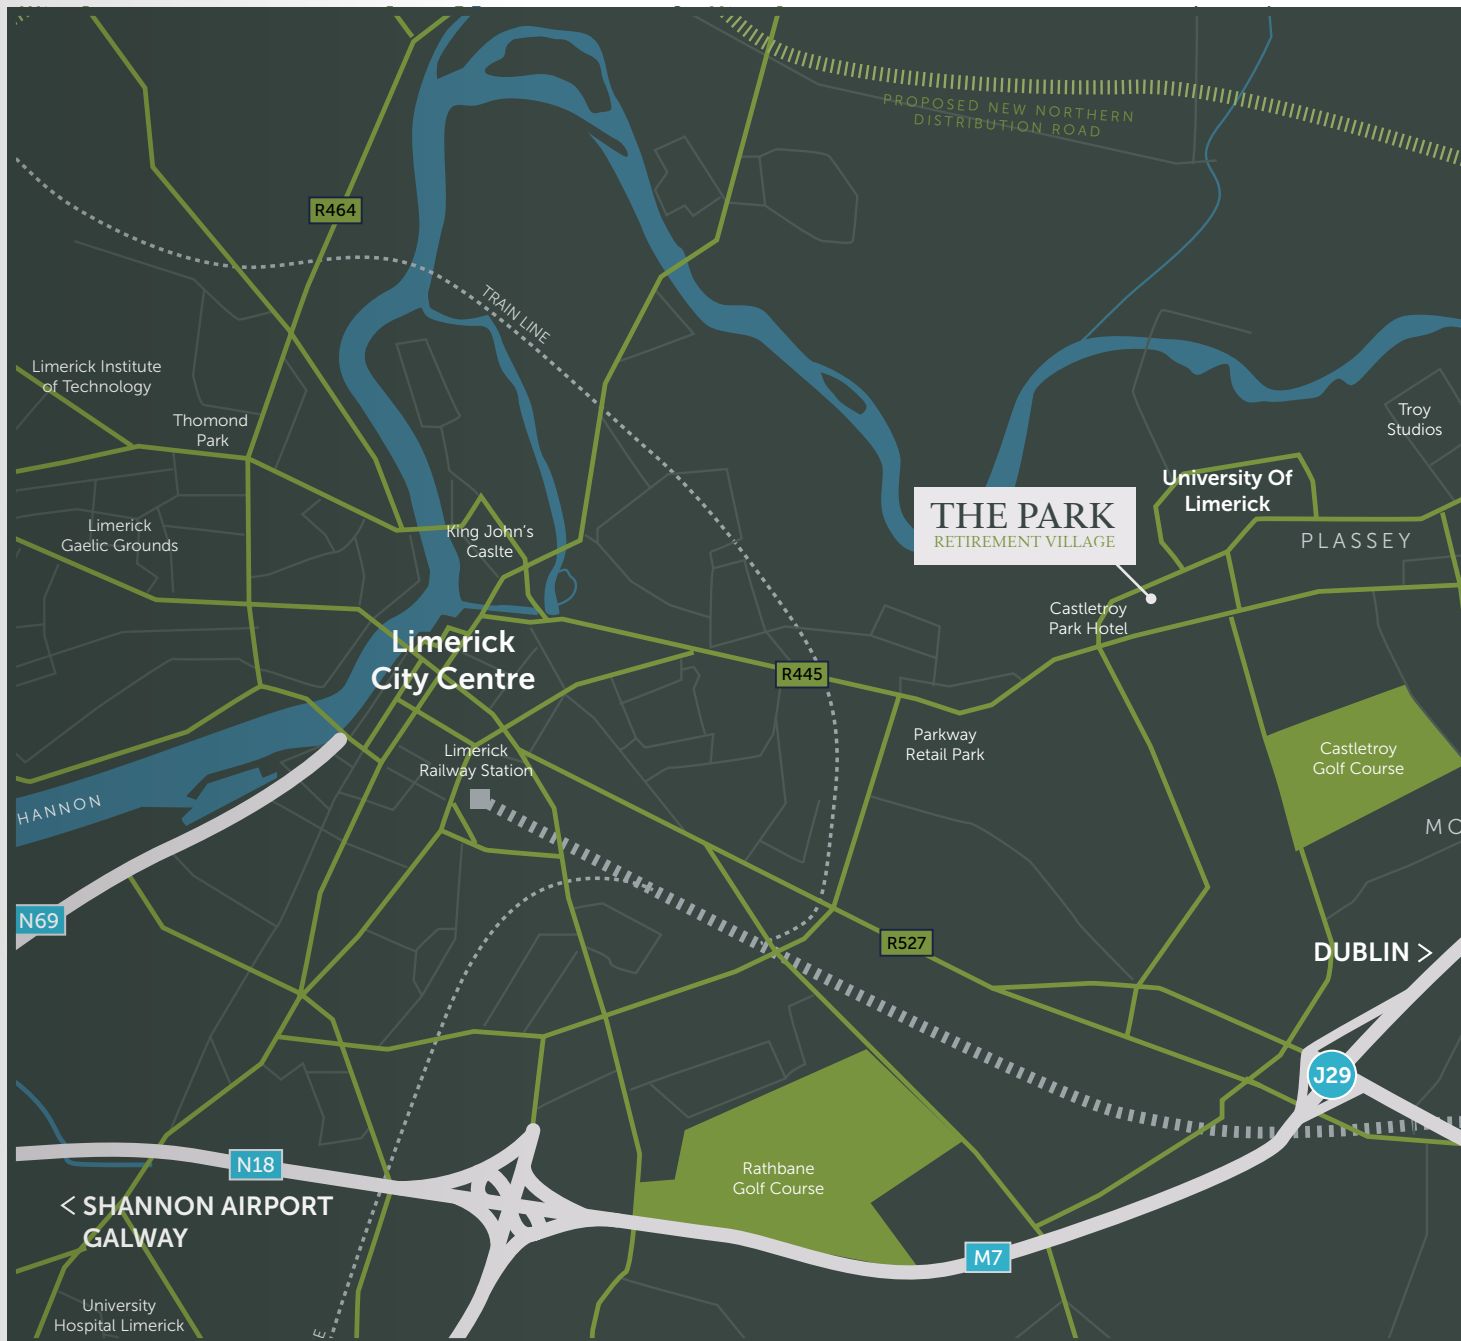 PROPOSED NEW NORTHERN
DISTRIBUTION ROAD
R464
TRAIN LINE
Limerick Institute
of Technology
Thomond
Park
Troy
Studios
University Of
Limerick
THE PARK
RETIREMENT VILLAGE
PLASSEY
Limerick
Gaelic Grounds
King John’s
Caslte
Castletroy
Park Hotel
Limerick
City Centre
R445
Parkway
Retail Park
Castletroy
Golf Course
Limerick
Railway Station
HANNON
MO
N69
R527
DUBLIN >
J29
N18
Rathbane
Golf Course
< SHANNON AIRPORT
GALWAY
M7
University
Hospital Limerick
E